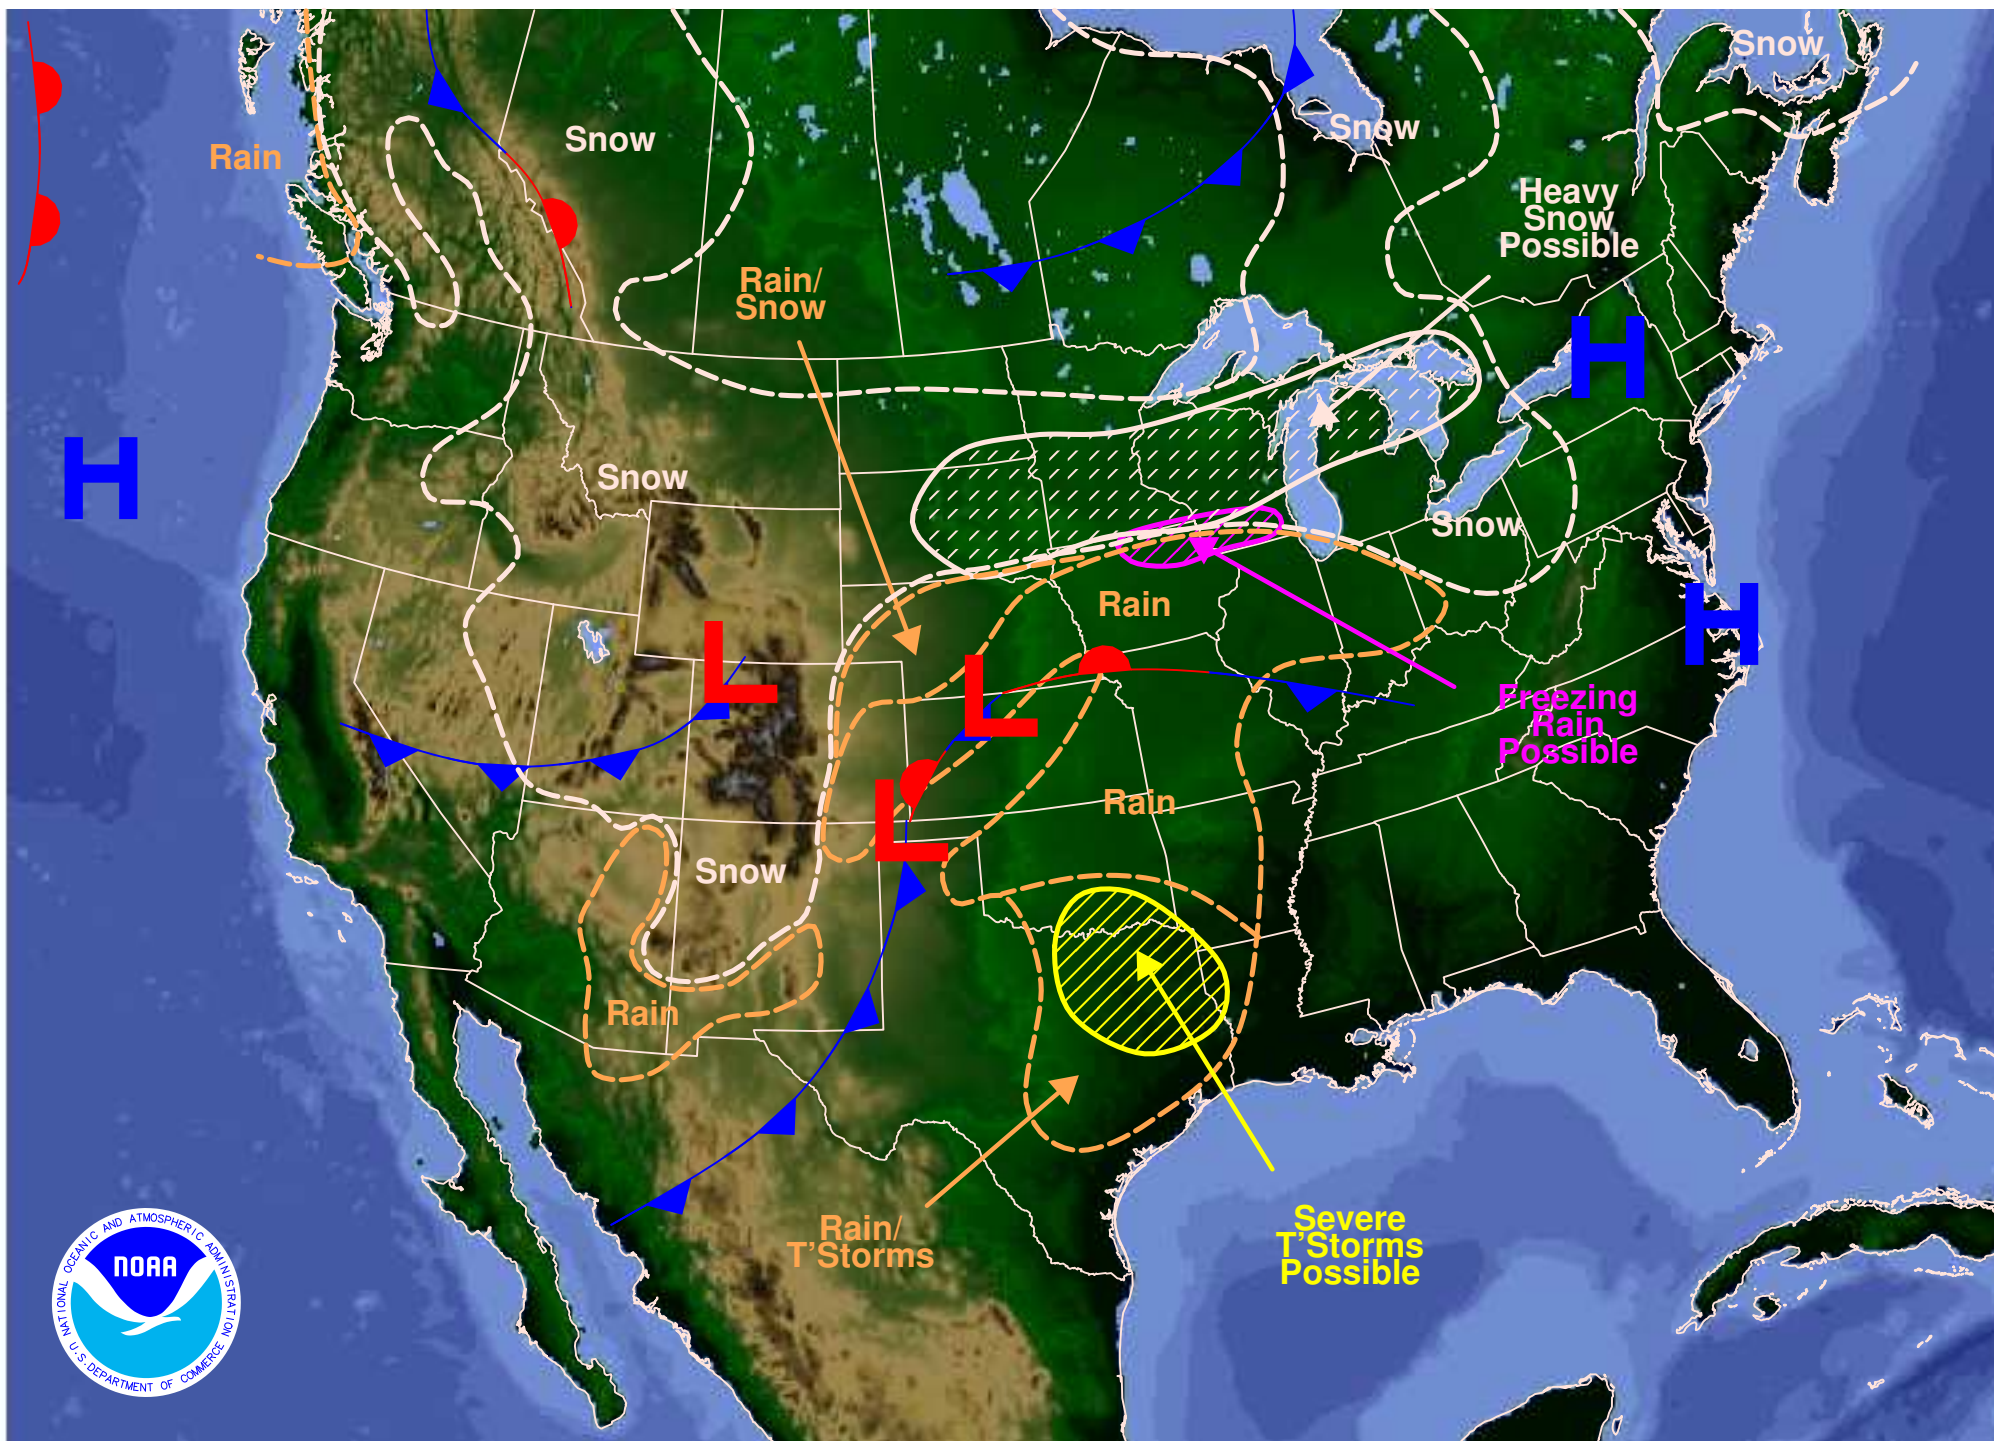 Snow
Snow
Snow
Rain
Heavy
Snow
Possible
Rain/
Snow
Snow
Snow
H
H
H
Rain
L
L
Freezing
Rain
Possible
Rain
L
Snow
Rain
Rain/
T'Storms
Severe
T'Storms
Possible
NATIONAL OCEANIC AND ATMOSPHERIC ADMINISTRATION
NOAA
U.S. DEPARTMENT OF COMMERCE